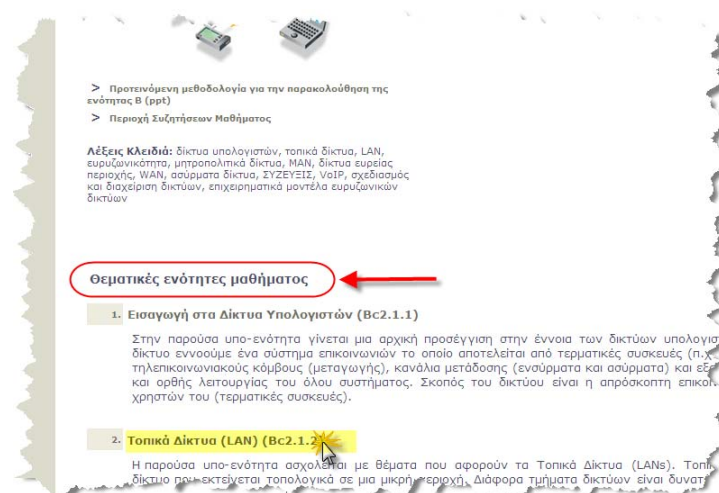 > Προτεινόμενη μεθοδολογία για την παρακολούθηση της
ενότητας Β (ppt)
> Περιοχή Συζητήσεων Μαθήματος
Λέξεις Κλειδιά: δίκτυα υπολογιστών, τοπικά δίκτυα, LAN,
ευρυζωνικότητα, μητροπολιτικά δίκτυα, MAN, δίκτυα ευρείας
περιοχής, WAN, ασύρματα δίκτυα, ΣΥΖΕΥΞΙΣ, VoIP, σχεδιασμός
και διαχείριση δικτύων, επιχειρηματικά μοντέλα ευρυζωνικών
δικτύων
Θεματικές ενότητες μαθήματος
1. Εισαγωγή στα Δίκτυα Υπολογιστών (Bc2.1.1)
Στην παρούσα υπο-ενότητα γίνεται μια αρχική προσέγγιση στην έννοια των δικτύων υπολογισ
δίκτυο εννοούμε ένα σύστημα επικοινωνιών το οποίο αποτελείται από τερματικές συσκευές (π.χ
τηλεπικοινωνιακούς κόμβους (μεταγωγής), κανάλια μετάδοσης (ενσύρματα και ασύρματα) και εξο
και ορθής λειτουργίας του όλου συστήματος. Σκοπός του δικτύου είναι η απρόσκοπτη επικοι
χρηστών του (τερματικές συσκευές).
2. Τοπικά Δίκτυα (LAN) (Bc2.1.2
Η παρούσα υπο-ενότητα ασχολείται με θέματα που αφορούν τα Τοπικά Δίκτυα (LANs). Τοπι
δίκτυο που εκτείνεται τοπολογικά σε μια μικρή περιοχή. Διάφορα τμήματα δικτύων είναι δυνατ